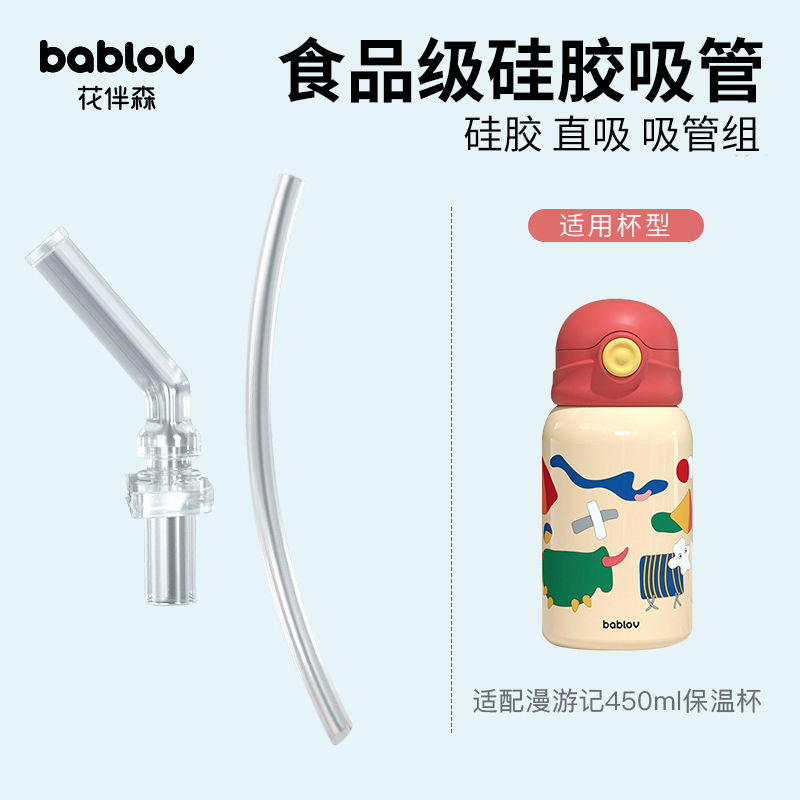 bablov
花伴森
食品级硅胶吸管
硅胶 直吸 吸管组
适用杯型
bablov
适配漫游记450ml保温杯